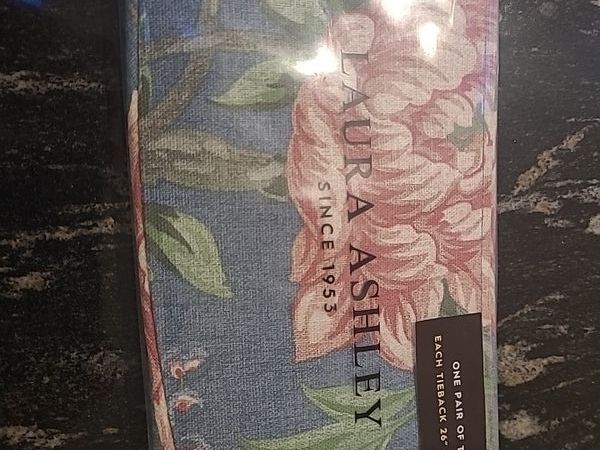 LAURA ASHLEY
SINCE 1953
ONE PAIR OF
EACH TIEBACK 26"